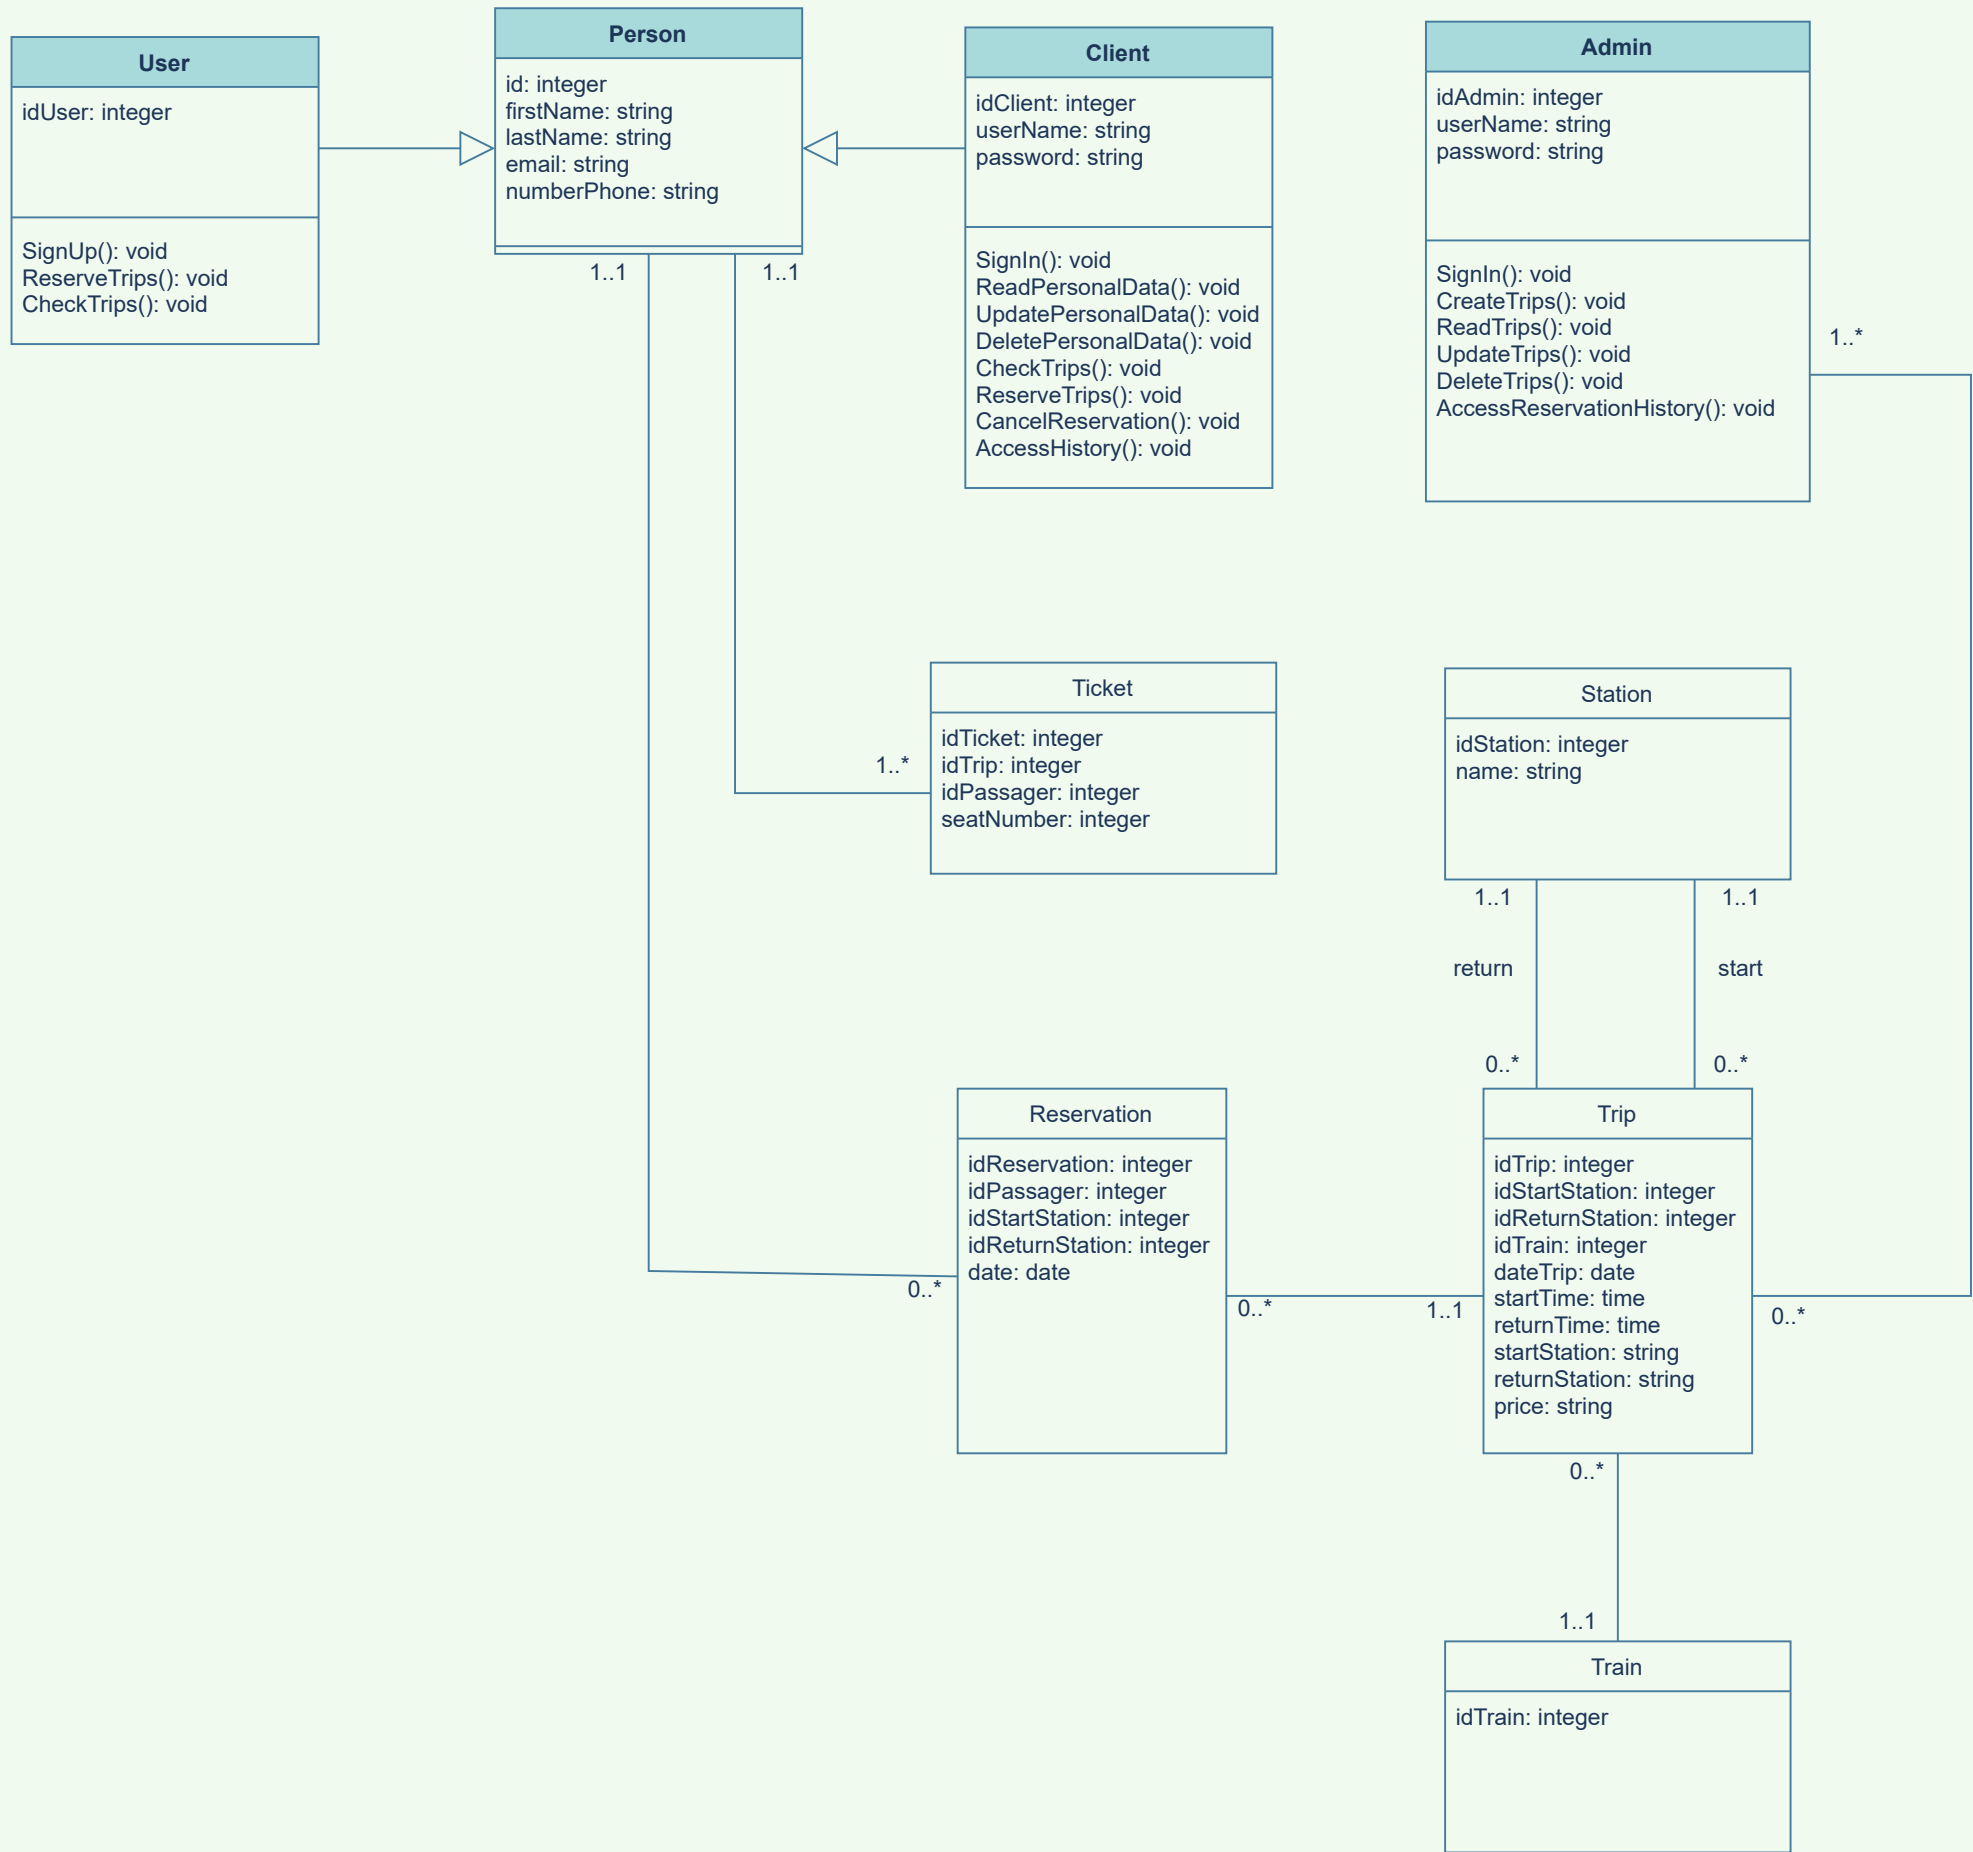 User
idUser: integer
SignUp(): void
ReserveTrips(): void
CheckTrips(): void
Person
id: integer
firstName: string
lastName: string
email: string
numberPhone: string
1..1
1..1
Client
idClient: integer
userName: string
password: string
SignIn(): void
ReadPersonalData(): void
UpdatePersonalData(): void
DeletePersonalData(): void
CheckTrips(): void
ReserveTrips(): void
CancelReservation(): void
AccessHistory(): void
Admin
idAdmin: integer
userName: string
password: string
SignIn(): void
CreateTrips(): void
ReadTrips(): void
UpdateTrips(): void
DeleteTrips(): void
AccessReservationHistory(): void
1..*
Ticket
idTicket: integer
idTrip: integer
idPassager: integer
seatNumber: integer
1..*
Station
idStation: integer
name: string
1..1
1..1
return
start
0..*
0..*
Reservation
idReservation: integer
idPassager: integer
idStartStation: integer
idReturnStation: integer
date: date
0..*
0..*
1..1
Trip
idTrip: integer
idStartStation: integer
idReturnStation: integer
idTrain: integer
dateTrip: date
startTime: time
returnTime: time
startStation: string
returnStation: string
price: string
0..*
0..*
1..1
Train
idTrain: integer